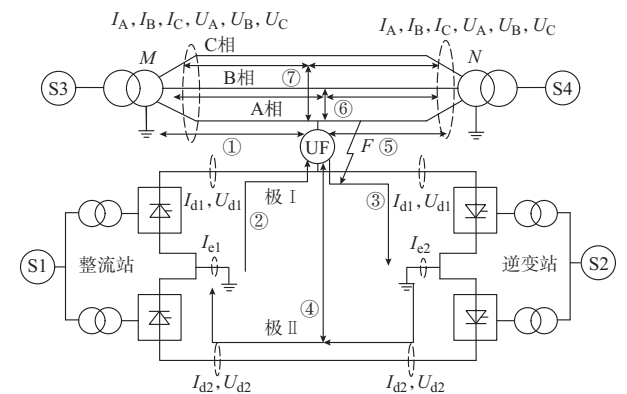 I_A, I_B, I_C, U_A, U_B, U_C
I_A, I_B, I_C, U_A, U_B, U_C
M
C相
N
⑦
S3
B相
S4
⑥
A相
①
UF
F ⑤
I_d1, U_d1
极 I
②
③
I_d1, U_d1
I_e1
I_e2
S1
整流站
逆变站
S2
④
极 II
I_d2, U_d2
I_d2, U_d2